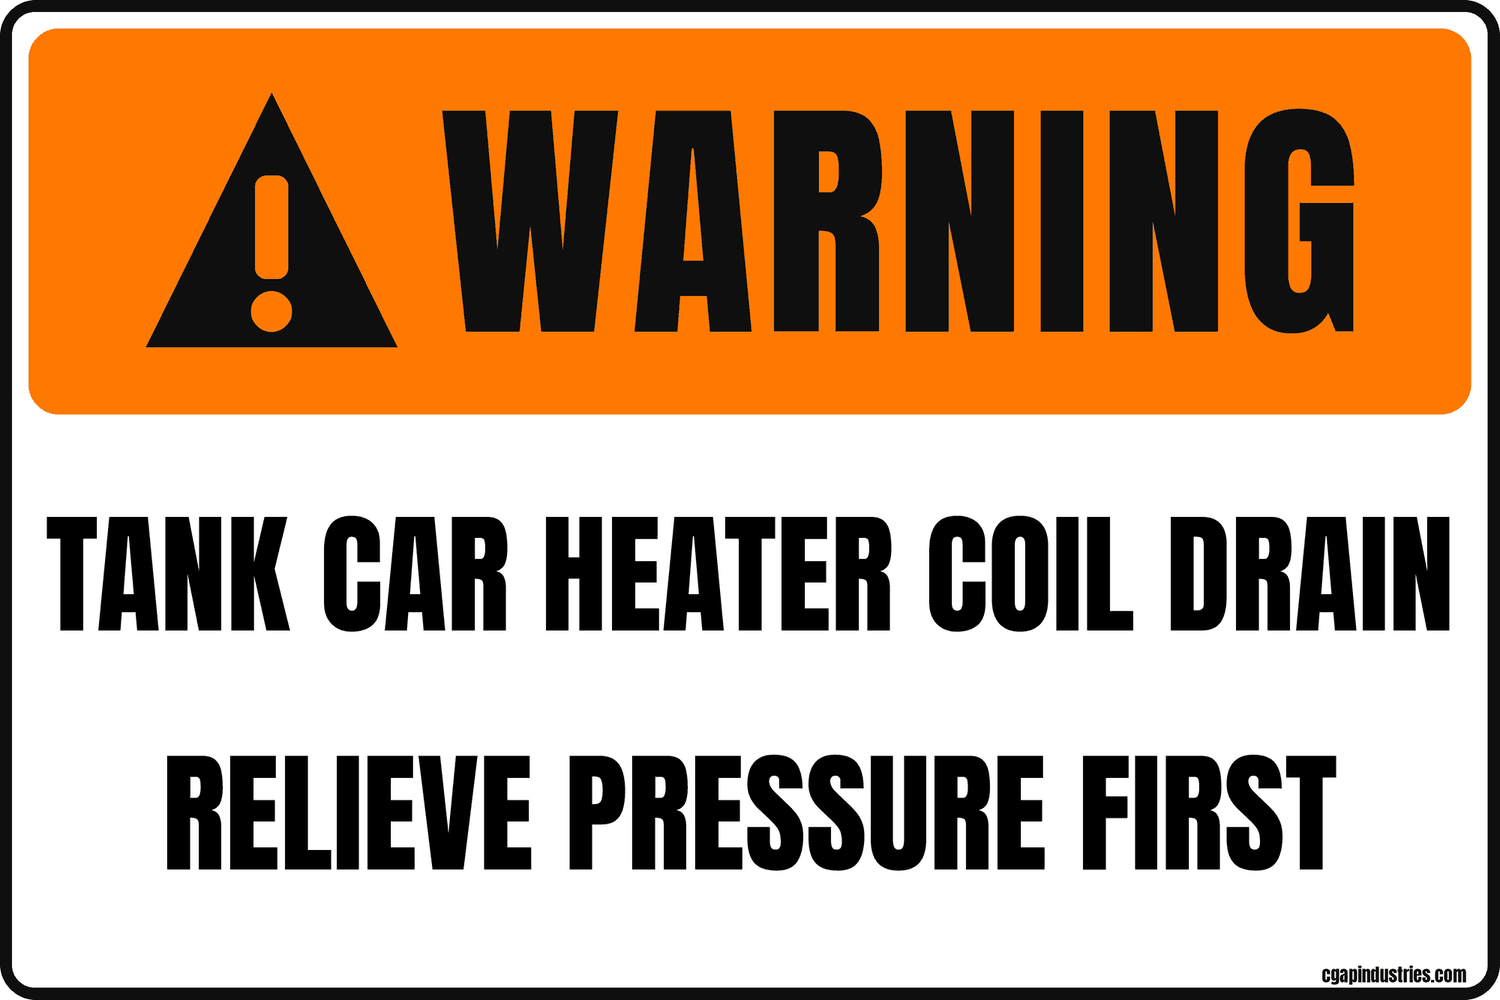 WARNING
TANK CAR HEATER COIL DRAIN
RELIEVE PRESSURE FIRST
cgapindustries.com